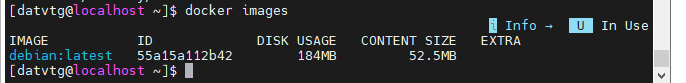 [datvtg@localhost ~]$ docker images
i Info → U In Use
IMAGE ID DISK USAGE CONTENT SIZE EXTRA
debian:latest 55a15a112b42 184MB 52.5MB
[datvtg@localhost ~]$